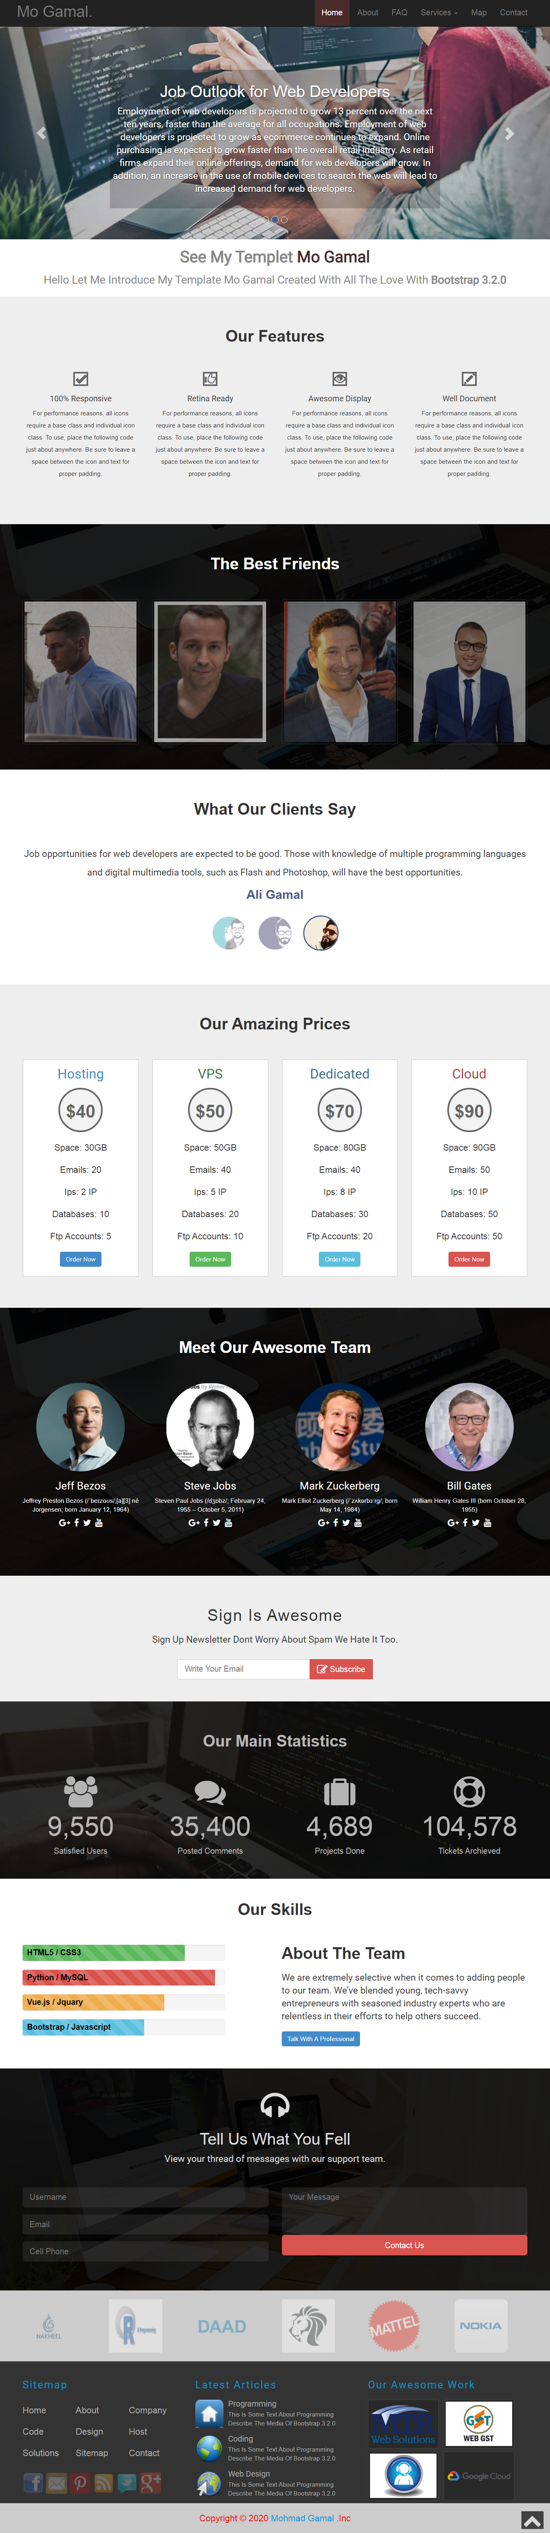 Mo Gamal.
Home About FAQ Services Map Contact
Job Outlook for Web Developers
Employment of web developers is projected to grow 13 percent over the next
ten years, faster than the average for all occupations. Employment of web
developers is projected to grow as ecommerce continues to expand. Online
purchasing is expected to grow faster than the overall retail industry. As retail
firms expand their online offerings, demand for web developers will grow. In
addition, an increase in the use of mobile devices to search the web will lead to
increased demand for web developers.
See My Templet Mo Gamal
Hello Let Me Introduce My Template Mo Gamal Created With All The Love With Bootstrap 3.2.0
Our Features
100% Responsive
For performance reasons, all icons
require a base class and individual icon
class. To use, place the following code
just about anywhere. Be sure to leave a
space between the icon and text for
proper padding.
Retina Ready
For performance reasons, all icons
require a base class and individual icon
class. To use, place the following code
just about anywhere. Be sure to leave a
space between the icon and text for
proper padding.
Awesome Display
For performance reasons, all icons
require a base class and individual icon
class. To use, place the following code
just about anywhere. Be sure to leave a
space between the icon and text for
proper padding.
Well Document
For performance reasons, all icons
require a base class and individual icon
class. To use, place the following code
just about anywhere. Be sure to leave a
space between the icon and text for
proper padding.
The Best Friends
What Our Clients Say
Job opportunities for web developers are expected to be good. Those with knowledge of multiple programming languages
and digital multimedia tools, such as Flash and Photoshop, will have the best opportunities.
Ali Gamal
Our Amazing Prices
Hosting
$40
Space: 30GB
Emails: 20
Ips: 2 IP
Databases: 10
Ftp Accounts: 5
Order Now
VPS
$50
Space: 50GB
Emails: 40
Ips: 5 IP
Databases: 20
Ftp Accounts: 10
Order Now
Dedicated
$70
Space: 80GB
Emails: 40
Ips: 8 IP
Databases: 30
Ftp Accounts: 20
Order Now
Cloud
$90
Space: 90GB
Emails: 50
Ips: 10 IP
Databases: 50
Ftp Accounts: 50
Order Now
Meet Our Awesome Team
Jeff Bezos
Jeffrey Preston Bezos (/ˈbeɪzoʊs/;[a][3] né
Jorgensen; born January 12, 1964)
Steve Jobs
Steven Paul Jobs (/dʒɒbz/; February 24,
1955 – October 5, 2011)
Mark Zuckerberg
Mark Elliot Zuckerberg (/ˈzʌkərbɜːrɡ/; born
May 14, 1984)
Bill Gates
William Henry Gates III (born October 28,
1955)
Sign Is Awesome
Sign Up Newsletter Dont Worry About Spam We Hate It Too.
Write Your Email
Subscribe
Our Main Statistics
9,550
Satisfied Users
35,400
Posted Comments
4,689
Projects Done
104,578
Tickets Archieved
Our Skills
HTML5 / CSS3
Python / MySQL
Vue.js / Jquary
Bootstrap / Javascript
About The Team
We are extremely selective when it comes to adding people
to our team. We've blended young, tech-savvy
entrepreneurs with seasoned industry experts who are
relentless in their efforts to help others succeed.
Talk With A Professional
Tell Us What You Fell
View your thread of messages with our support team.
Username
Email
Cell Phone
Your Message
Contact Us
NAKHEEL
R
DAAD
MATTEL
NOKIA
Sitemap
Home About Company
Code Design Host
Solutions Sitemap Contact
Latest Articles
Programming
This Is Some Text About Programming
Describe The Media Of Bootstrap 3.2.0
Coding
This Is Some Text About Programming
Describe The Media Of Bootstrap 3.2.0
Web Design
This Is Some Text About Programming
Describe The Media Of Bootstrap 3.2.0
Our Awesome Work
Web Solutions
GST
WEB GST
Google Cloud
Copyright © 2020 Mohmad Gamal .Inc